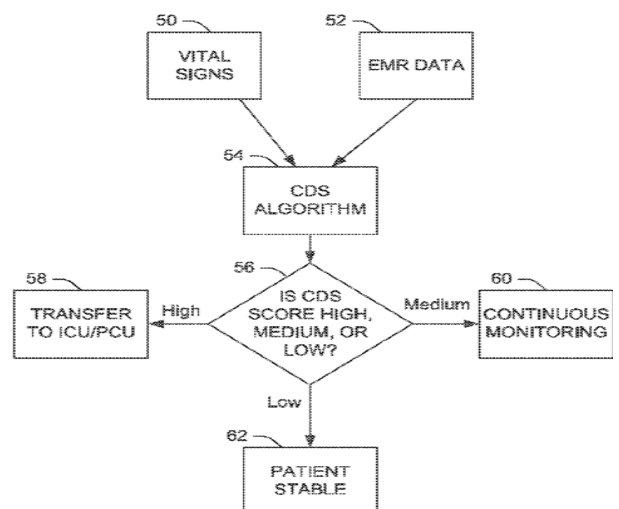 50
VITAL
SIGNS
52
EMR DATA
54
CDS
ALGORITHM
56
IS CDS
SCORE HIGH,
MEDIUM, OR
LOW?
High
58
TRANSFER
TO ICU/PCU
Medium
60
CONTINUOUS
MONITORING
Low
62
PATIENT
STABLE